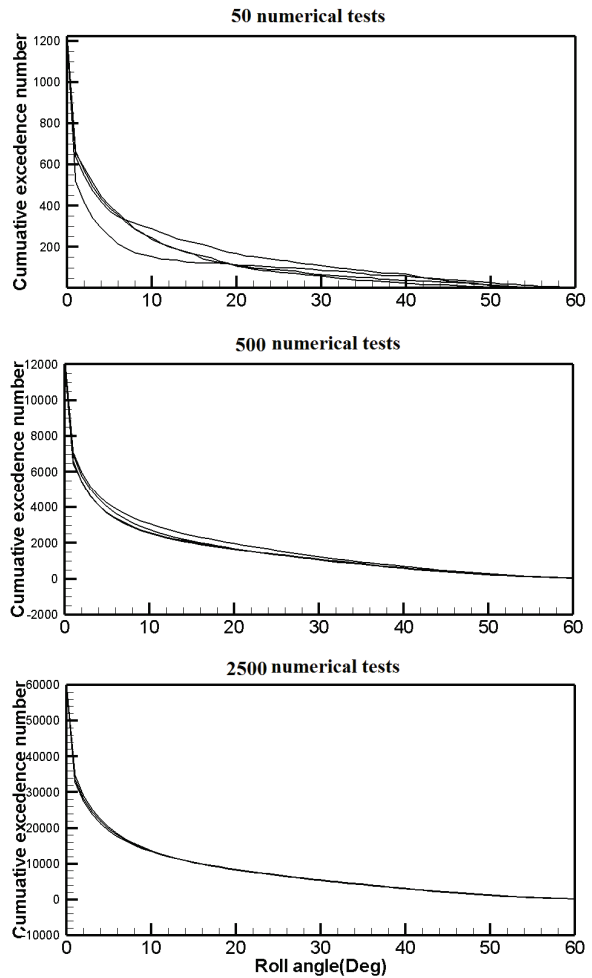 50 numerical tests
Cumuative excedence number
1200
1000
800
600
400
200
0 10 20 30 40 50 60
500 numerical tests
Cumuative excedence number
12000
10000
8000
6000
4000
2000
0
-2000
0 10 20 30 40 50 60
2500 numerical tests
Cumuative excedence number
60000
50000
40000
30000
20000
10000
0
10000
0 10 20 30 40 50 60
Roll angle(Deg)